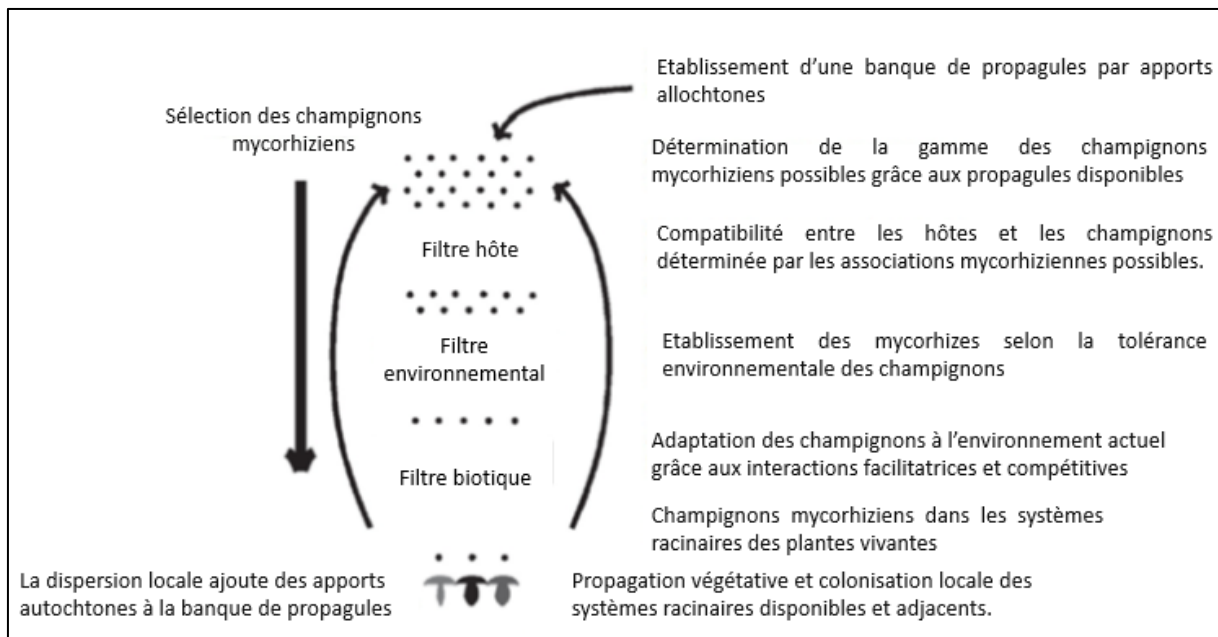 Etablissement d'une banque de propagules par apports
allochtones
Sélection des champignons
mycorhiziens
Détermination de la gamme des champignons
mycorhiziens possibles grâce aux propagules disponibles
Filtre hôte
Compatibilité entre les hôtes et les champignons
déterminée par les associations mycorhiziennes possibles.
Filtre
environnemental
Etablissement des mycorhizes selon la tolérance
environnementale des champignons
Filtre biotique
Adaptation des champignons à l'environnement actuel
grâce aux interactions facilitatrices et compétitives
Champignons mycorhiziens dans les systèmes
racinaires des plantes vivantes
La dispersion locale ajoute des apports
autochtones à la banque de propagules
Propagation végétative et colonisation locale des
systèmes racinaires disponibles et adjacents.